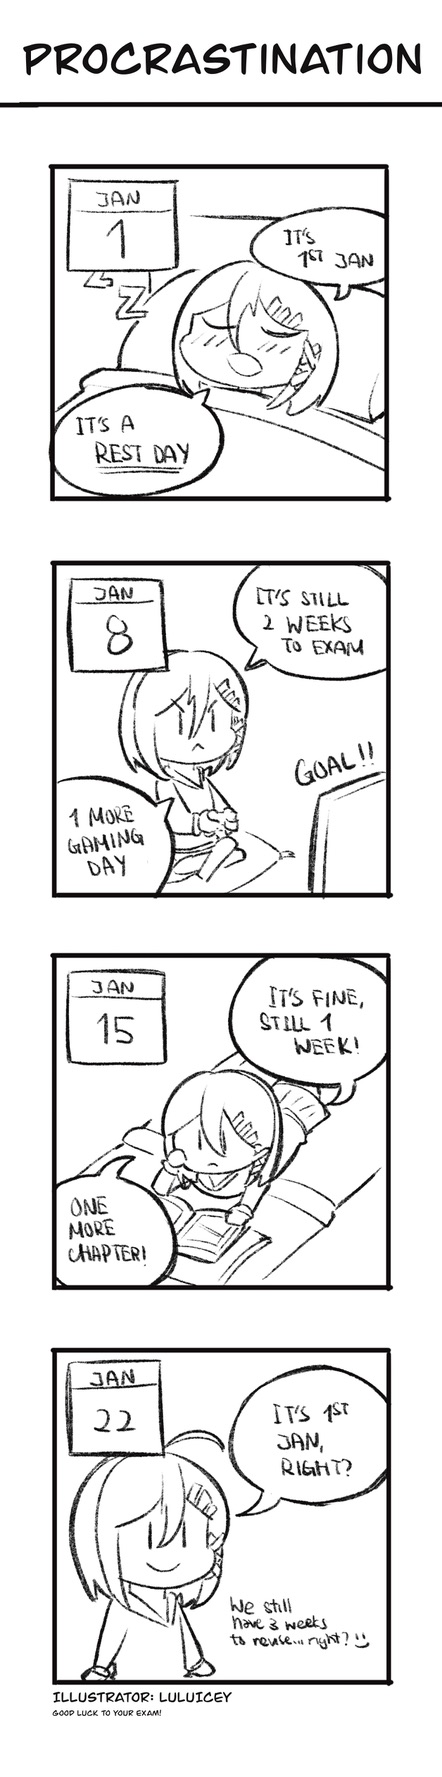 PROCRASTINATION
JAN
1
IT'S
1ST JAN
Z Z
IT'S A
REST DAY
JAN
8
IT'S STILL
2 WEEKS
TO EXAM
GOAL!!
1 MORE
GAMING
DAY
JAN
15
IT'S FINE,
STILL 1
WEEK!
ONE
MORE
CHAPTER!
JAN
22
IT'S 1ST
JAN,
RIGHT?
We still
have 3 weeks
to revise... right? :)
ILLUSTRATOR: LULUICEY
GOOD LUCK TO YOUR EXAM!